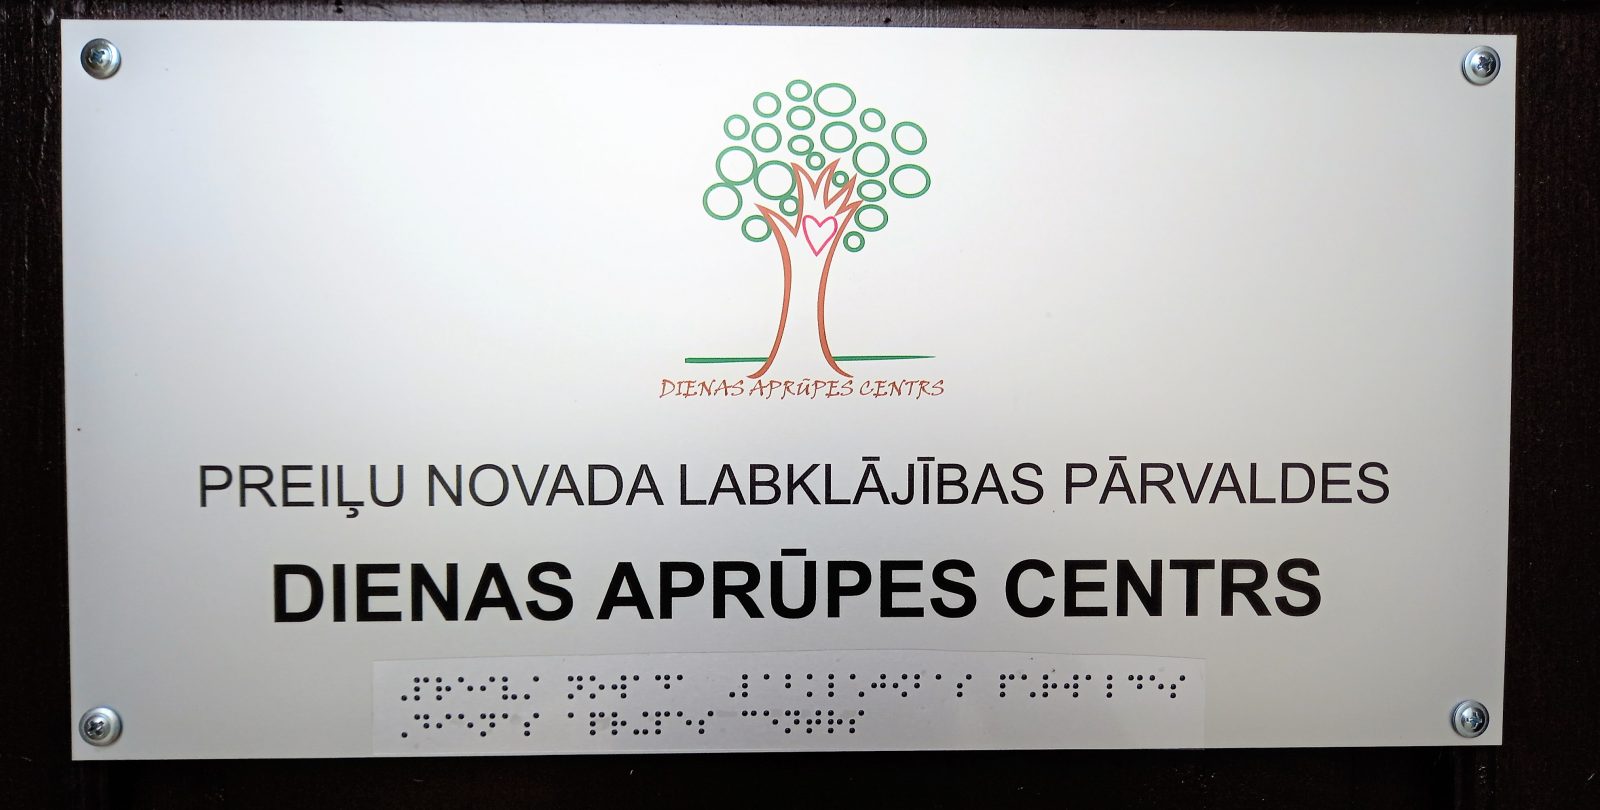 DIENAS APRŪPES CENTRS
PREIĻU NOVADA LABKLĀJĪBAS PĀRVALDES
DIENAS APRŪPES CENTRS